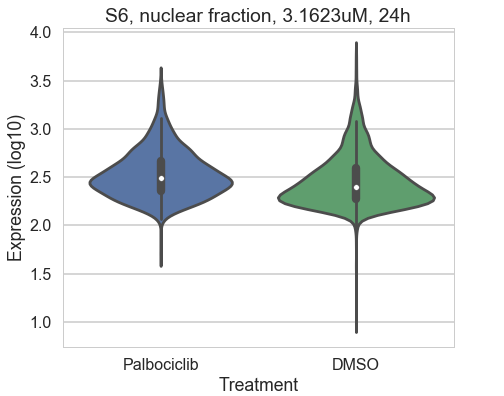 S6, nuclear fraction, 3.1623uM, 24h
4.0
3.5
3.0
2.5
2.0
1.5
1.0
Expression (log10)
Palbociclib DMSO
Treatment